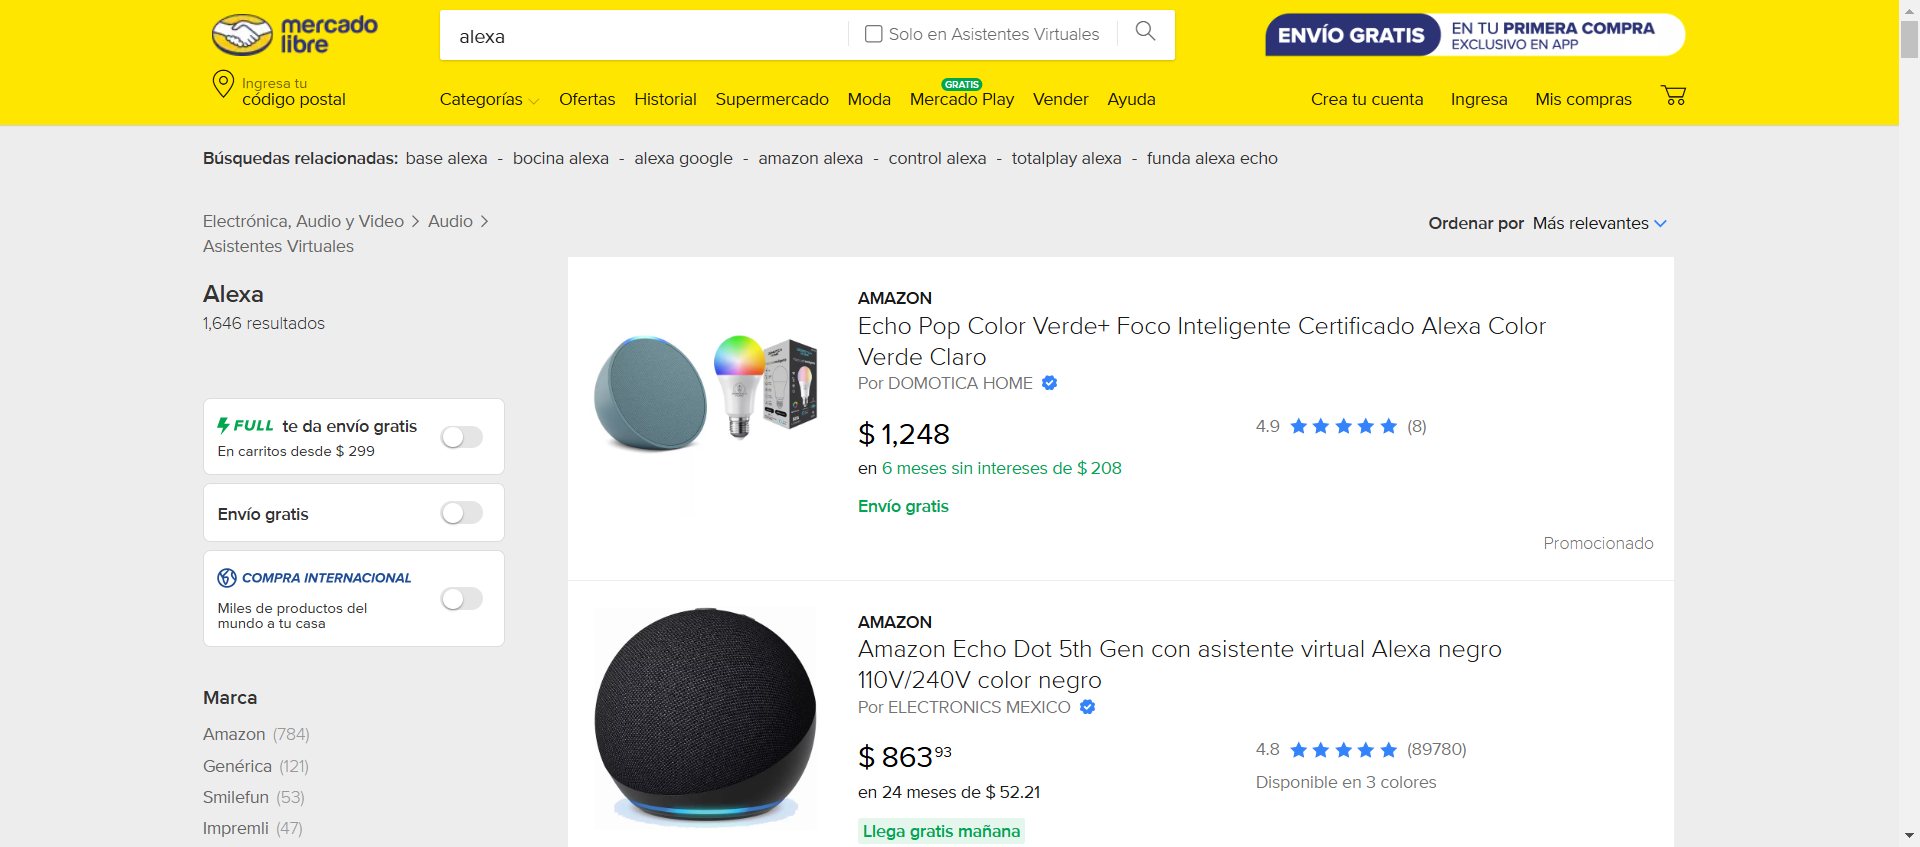 mercado
libre
alexa
Solo en Asistentes Virtuales
ENVÍO GRATIS
EN TU PRIMERA COMPRA
EXCLUSIVO EN APP
Ingresa tu
código postal
Categorías
Ofertas
Historial
Supermercado
Moda
GRATIS
Mercado Play
Vender
Ayuda
Crea tu cuenta
Ingresa
Mis compras
Búsquedas relacionadas: base alexa - bocina alexa - alexa google - amazon alexa - control alexa - totalplay alexa - funda alexa echo
Electrónica, Audio y Video > Audio >
Asistentes Virtuales
Ordenar por Más relevantes
Alexa
1,646 resultados
FULL te da envío gratis
En carritos desde $ 299
Envío gratis
COMPRA INTERNACIONAL
Miles de productos del
mundo a tu casa
Marca
Amazon (784)
Genérica (121)
Smilefun (53)
Impremli (47)
AMAZON
Echo Pop Color Verde+ Foco Inteligente Certificado Alexa Color
Verde Claro
Por DOMOTICA HOME
$ 1,248
en 6 meses sin intereses de $ 208
Envío gratis
4.9 (8)
Promocionado
AMAZON
Amazon Echo Dot 5th Gen con asistente virtual Alexa negro
110V/240V color negro
Por ELECTRONICS MEXICO
$ 863 93
en 24 meses de $ 52.21
Llega gratis mañana
4.8 (89780)
Disponible en 3 colores